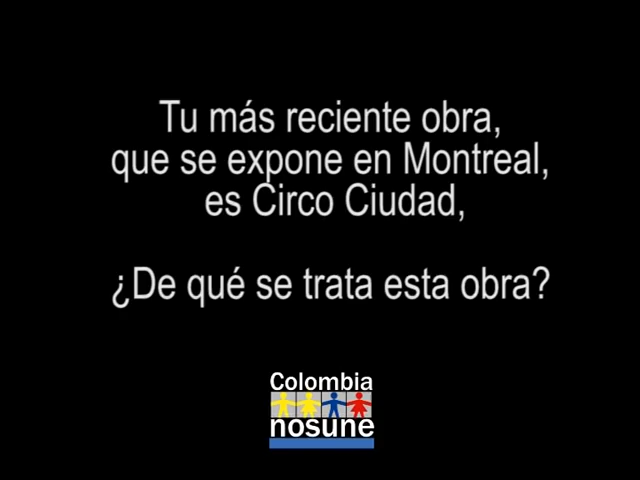 Tu más reciente obra,
que se expone en Montreal,
es Circo Ciudad,
¿De qué se trata esta obra?
Colombia
nosune